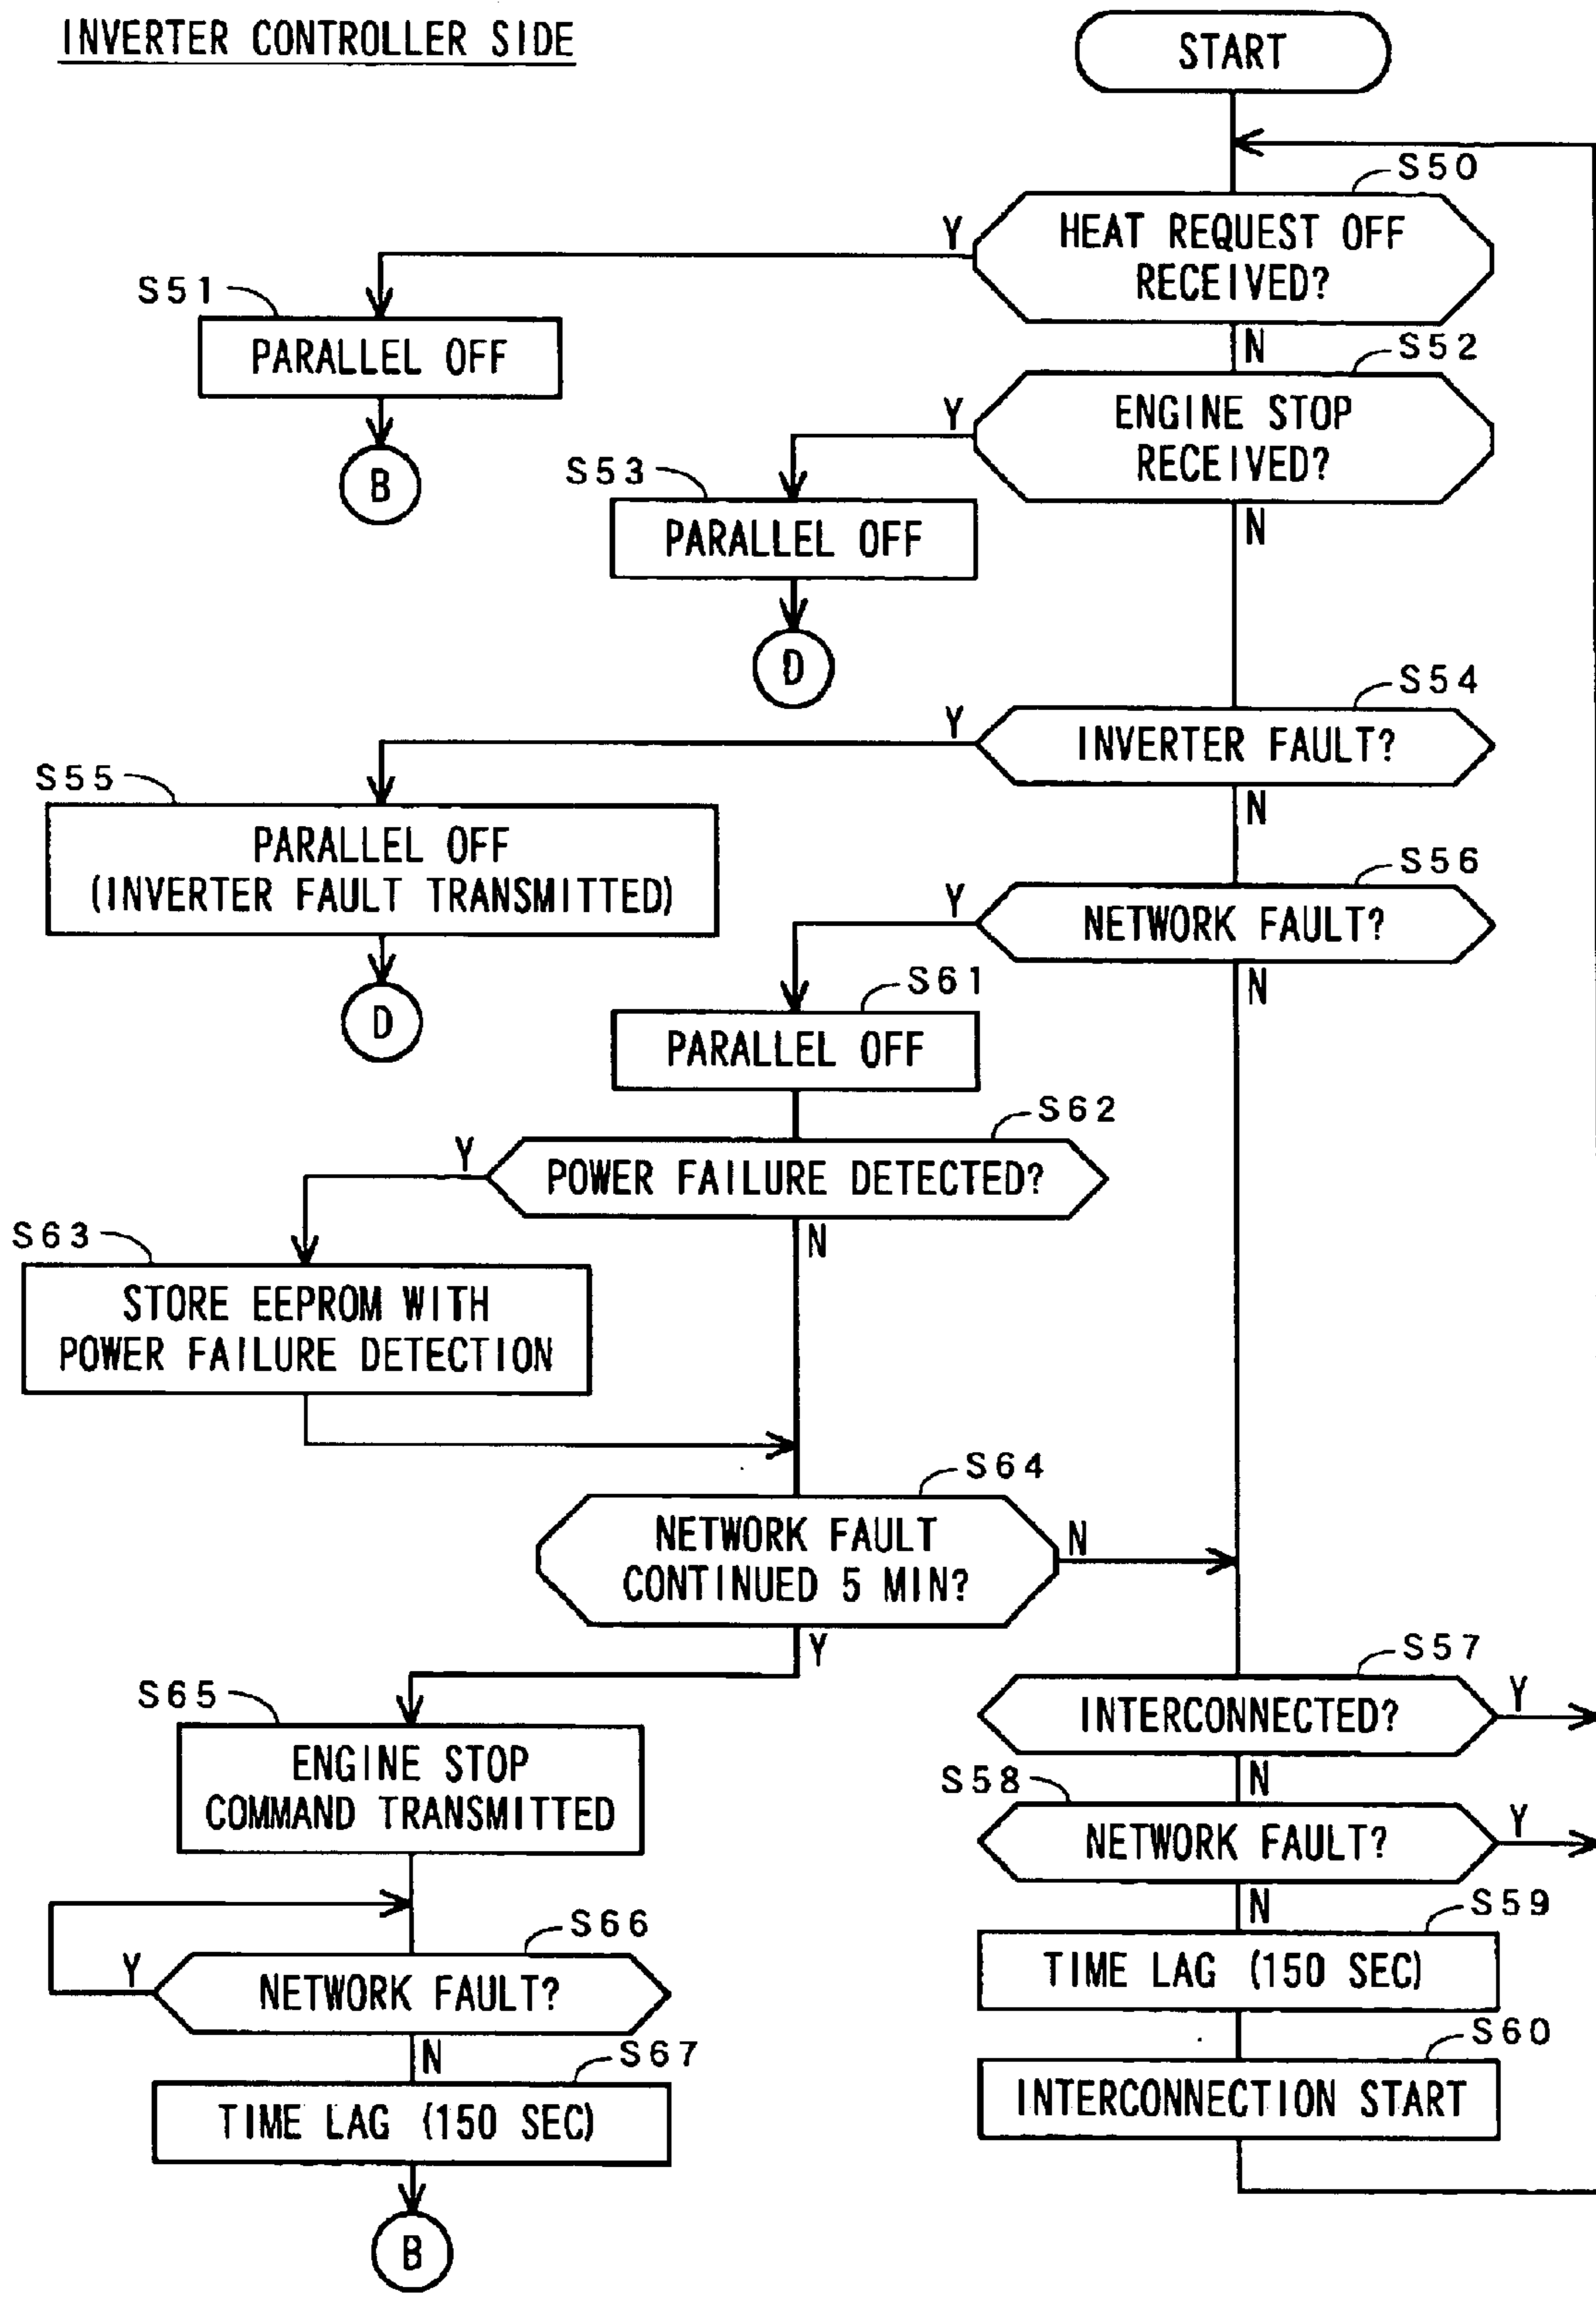 INVERTER CONTROLLER SIDE
START
S50
HEAT REQUEST OFF
RECEIVED?
Y
N
S51
PARALLEL OFF
B
S52
ENGINE STOP
RECEIVED?
Y
N
S53
PARALLEL OFF
D
S54
INVERTER FAULT?
Y
N
S55
PARALLEL OFF
(INVERTER FAULT TRANSMITTED)
D
S56
NETWORK FAULT?
Y
N
S61
PARALLEL OFF
S62
POWER FAILURE DETECTED?
Y
N
S63
STORE EEPROM WITH
POWER FAILURE DETECTION
S64
NETWORK FAULT
CONTINUED 5 MIN?
N
Y
S65
ENGINE STOP
COMMAND TRANSMITTED
S66
NETWORK FAULT?
Y
N
S67
TIME LAG (150 SEC)
B
S57
INTERCONNECTED?
Y
N
S58
NETWORK FAULT?
Y
N
S59
TIME LAG (150 SEC)
S60
INTERCONNECTION START